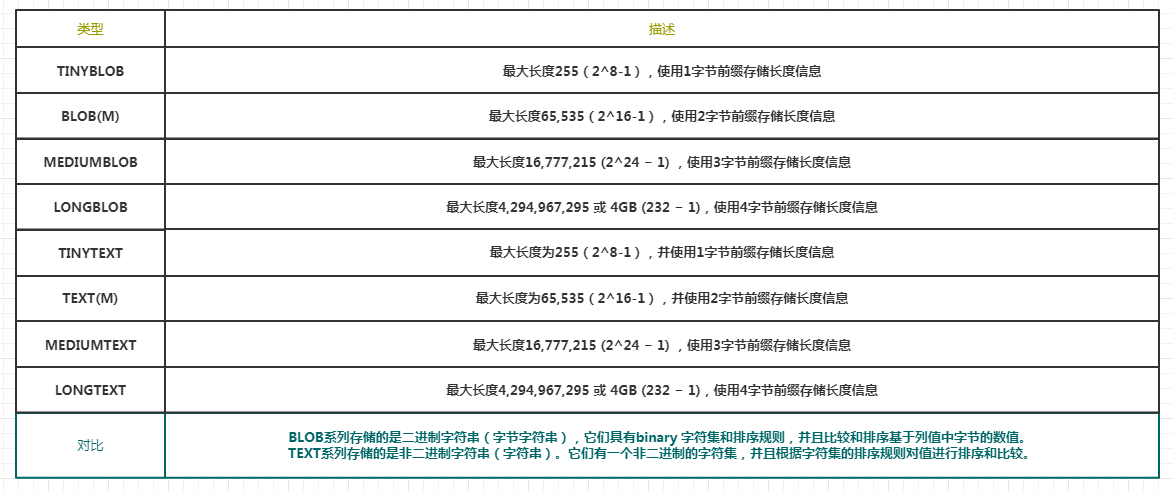 类型 描述
TINYBLOB 最大长度255（2^8-1），使用1字节前缀存储长度信息
BLOB(M) 最大长度65,535（2^16-1），使用2字节前缀存储长度信息
MEDIUMBLOB 最大长度16,777,215 (2^24 − 1) ，使用3字节前缀存储长度信息
LONGBLOB 最大长度4,294,967,295 或 4GB (232 − 1)，使用4字节前缀存储长度信息
TINYTEXT 最大长度为255（2^8-1），并使用1字节前缀存储长度信息
TEXT(M) 最大长度为65,535（2^16-1），并使用2字节前缀存储长度信息
MEDIUMTEXT 最大长度16,777,215 (2^24 − 1) ，使用3字节前缀存储长度信息
LONGTEXT 最大长度4,294,967,295 或 4GB (232 − 1)，使用4字节前缀存储长度信息
对比 BLOB系列存储的是二进制字符串（字节字符串），它们具有binary 字符集和排序规则，并且比较和排序基于列值中字节的数值。
TEXT系列存储的是非二进制字符串（字符串）。它们有一个非二进制的字符集，并且根据字符集的排序规则对值进行排序和比较。